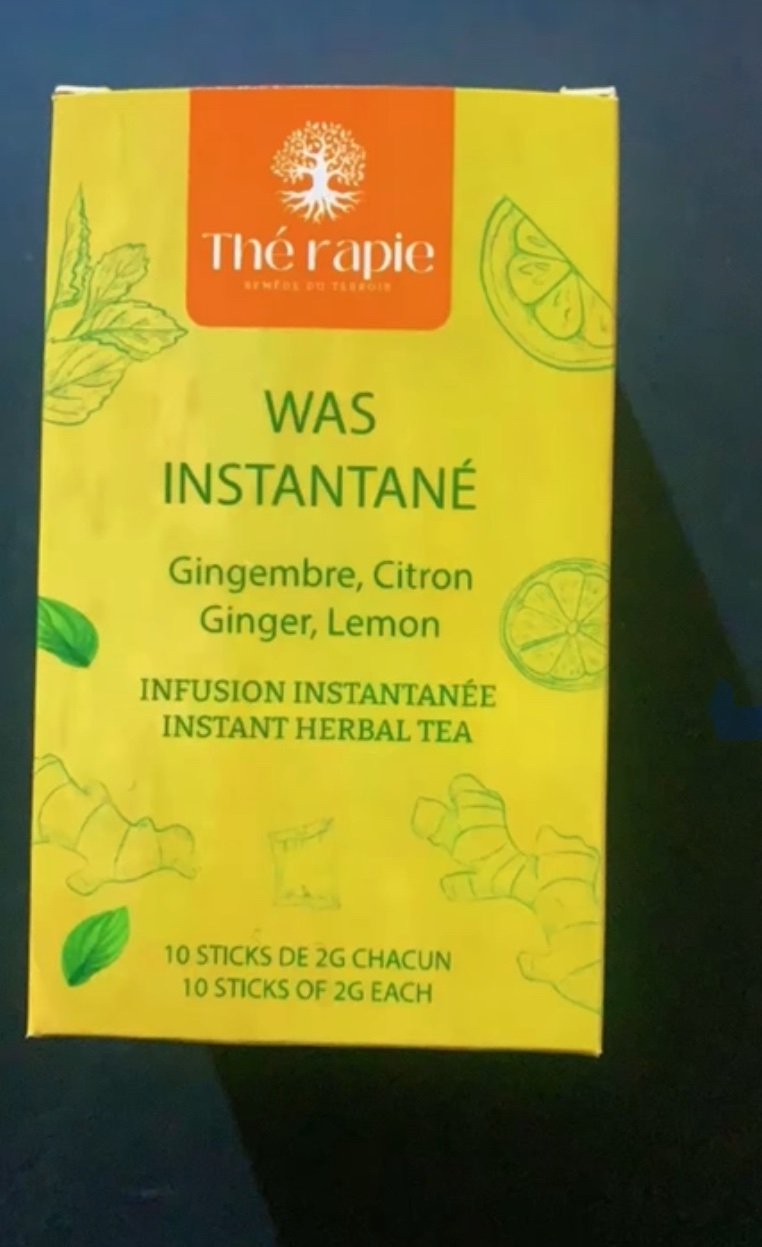 Thé rapie
REMÈDE DU TERROIR
WAS
INSTANTANÉ
Gingembre, Citron
Ginger, Lemon
INFUSION INSTANTANÉE
INSTANT HERBAL TEA
10 STICKS DE 2G CHACUN
10 STICKS OF 2G EACH